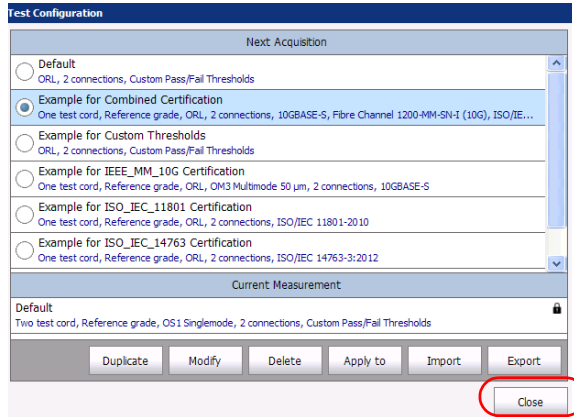 Test Configuration
Next Acquisition
Default
ORL, 2 connections, Custom Pass/Fail Thresholds
Example for Combined Certification
One test cord, Reference grade, ORL, 2 connections, 10GBASE-S, Fibre Channel 1200-MM-SN-I (10G), ISO/IE...
Example for Custom Thresholds
ORL, 2 connections, Custom Pass/Fail Thresholds
Example for IEEE_MM_10G Certification
One test cord, Reference grade, ORL, OM3 Multimode 50 µm, 2 connections, 10GBASE-S
Example for ISO_IEC_11801 Certification
One test cord, Reference grade, ORL, 2 connections, ISO/IEC 11801-2010
Example for ISO_IEC_14763 Certification
One test cord, Reference grade, ORL, 2 connections, ISO/IEC 14763-3:2012
Current Measurement
Default
Two test cord, Reference grade, OS1 Singlemode, 2 connections, Custom Pass/Fail Thresholds
Duplicate Modify Delete Apply to Import Export
Close